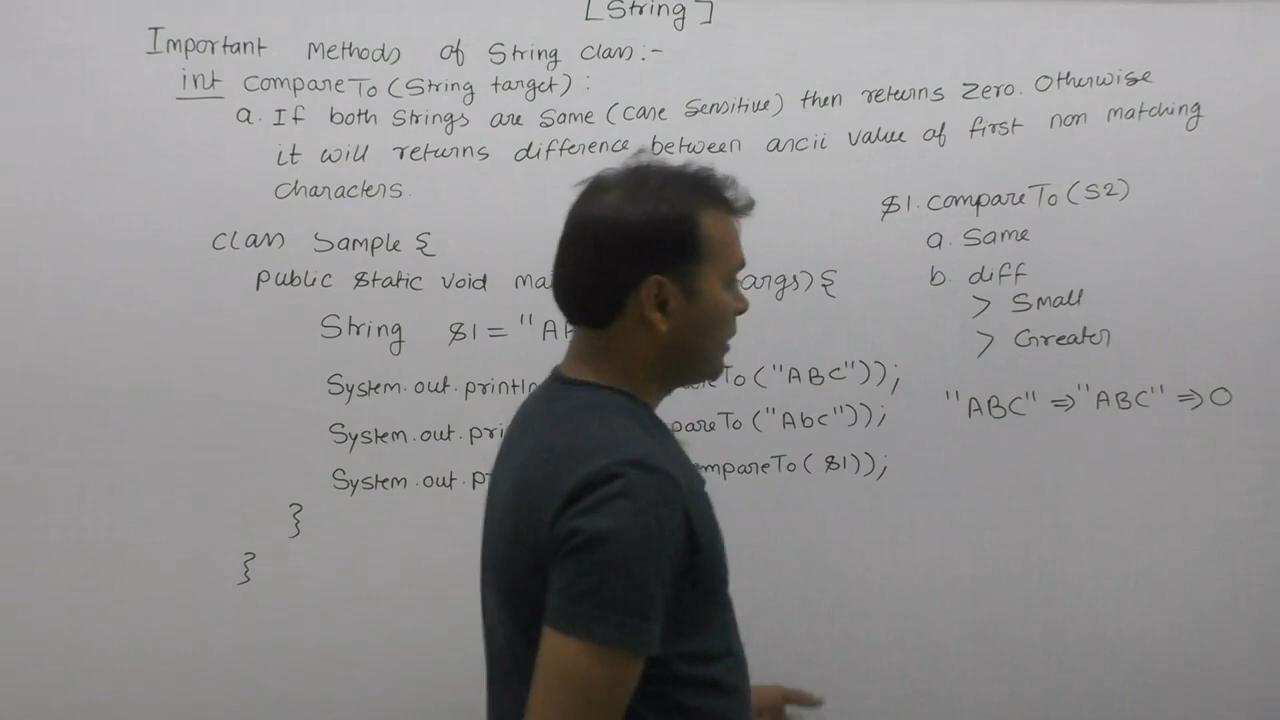 [String]
Important Methods of String class:-
int compareTo(String target):
a. If both Strings are same (case sensitive) then returns zero. Otherwise
it will returns difference between ascii value of first non matching
characters.
class Sample {
public static void mai args){
String S1 = "AB
System.out.println To("ABC"));
System.out.pri pareTo("Abc"));
System.out.p ompareTo(S1));
}
}
S1.compareTo(S2)
a. Same
b. diff
> Small
> Greater
"ABC" => "ABC" => 0